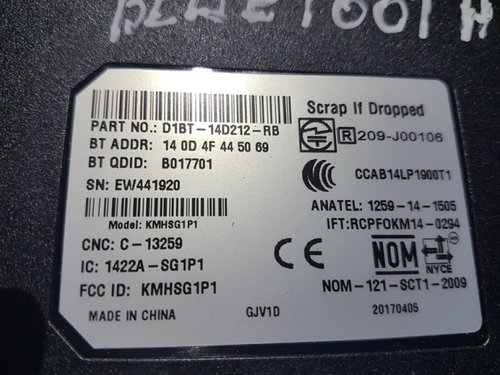 BLUETOOTH
Scrap If Dropped
PART NO.: D1BT-14D212-RB
R 209-J00106
BT ADDR: 14 0D 4F 44 50 69
BT QDID: B017701
CCAB14LP1900T1
SN: EW441920
ANATEL: 1259-14-1505
Model: KMHSG1P1
IFT:RCPFOKM14-0294
CNC: C-13259
CE
NOM
NYCE
IC: 1422A-SG1P1
FCC ID: KMHSG1P1
NOM-121-SCT1-2009
MADE IN CHINA
GJV1D
20170405